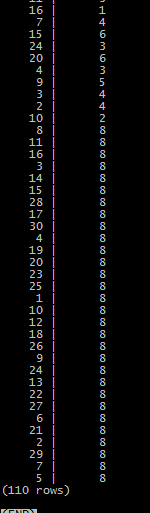 16 | 1
7 | 4
15 | 6
24 | 3
20 | 6
4 | 3
9 | 5
3 | 4
2 | 4
10 | 2
8 | 8
11 | 8
16 | 8
3 | 8
14 | 8
15 | 8
28 | 8
17 | 8
30 | 8
4 | 8
19 | 8
20 | 8
23 | 8
25 | 8
1 | 8
10 | 8
12 | 8
18 | 8
26 | 8
9 | 8
24 | 8
13 | 8
22 | 8
27 | 8
6 | 8
21 | 8
2 | 8
29 | 8
7 | 8
5 | 8
(110 rows)
(END)